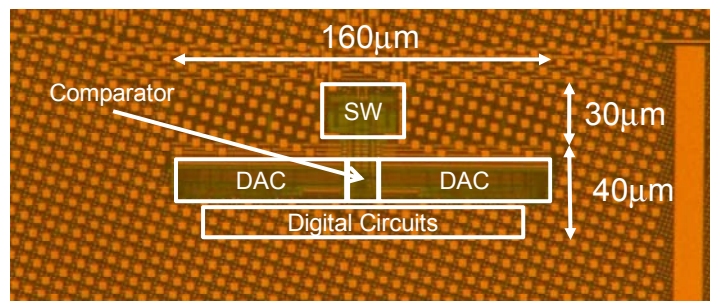 160μm
Comparator
SW
30μm
DAC
DAC
40μm
Digital Circuits